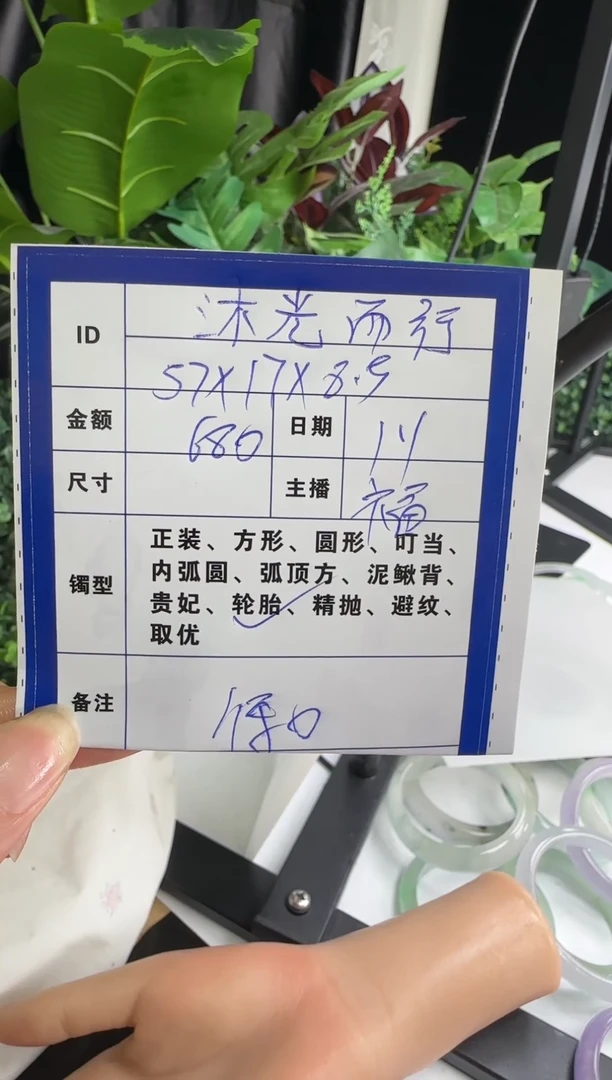 ID 沐光而行
57X17X8.9
金额 680 日期
尺寸 主播 福
镯型 正装、方形、圆形、叮当、
内弧圆、弧顶方、泥鳅背、
贵妃、轮胎、精抛、避纹、
取优
备注